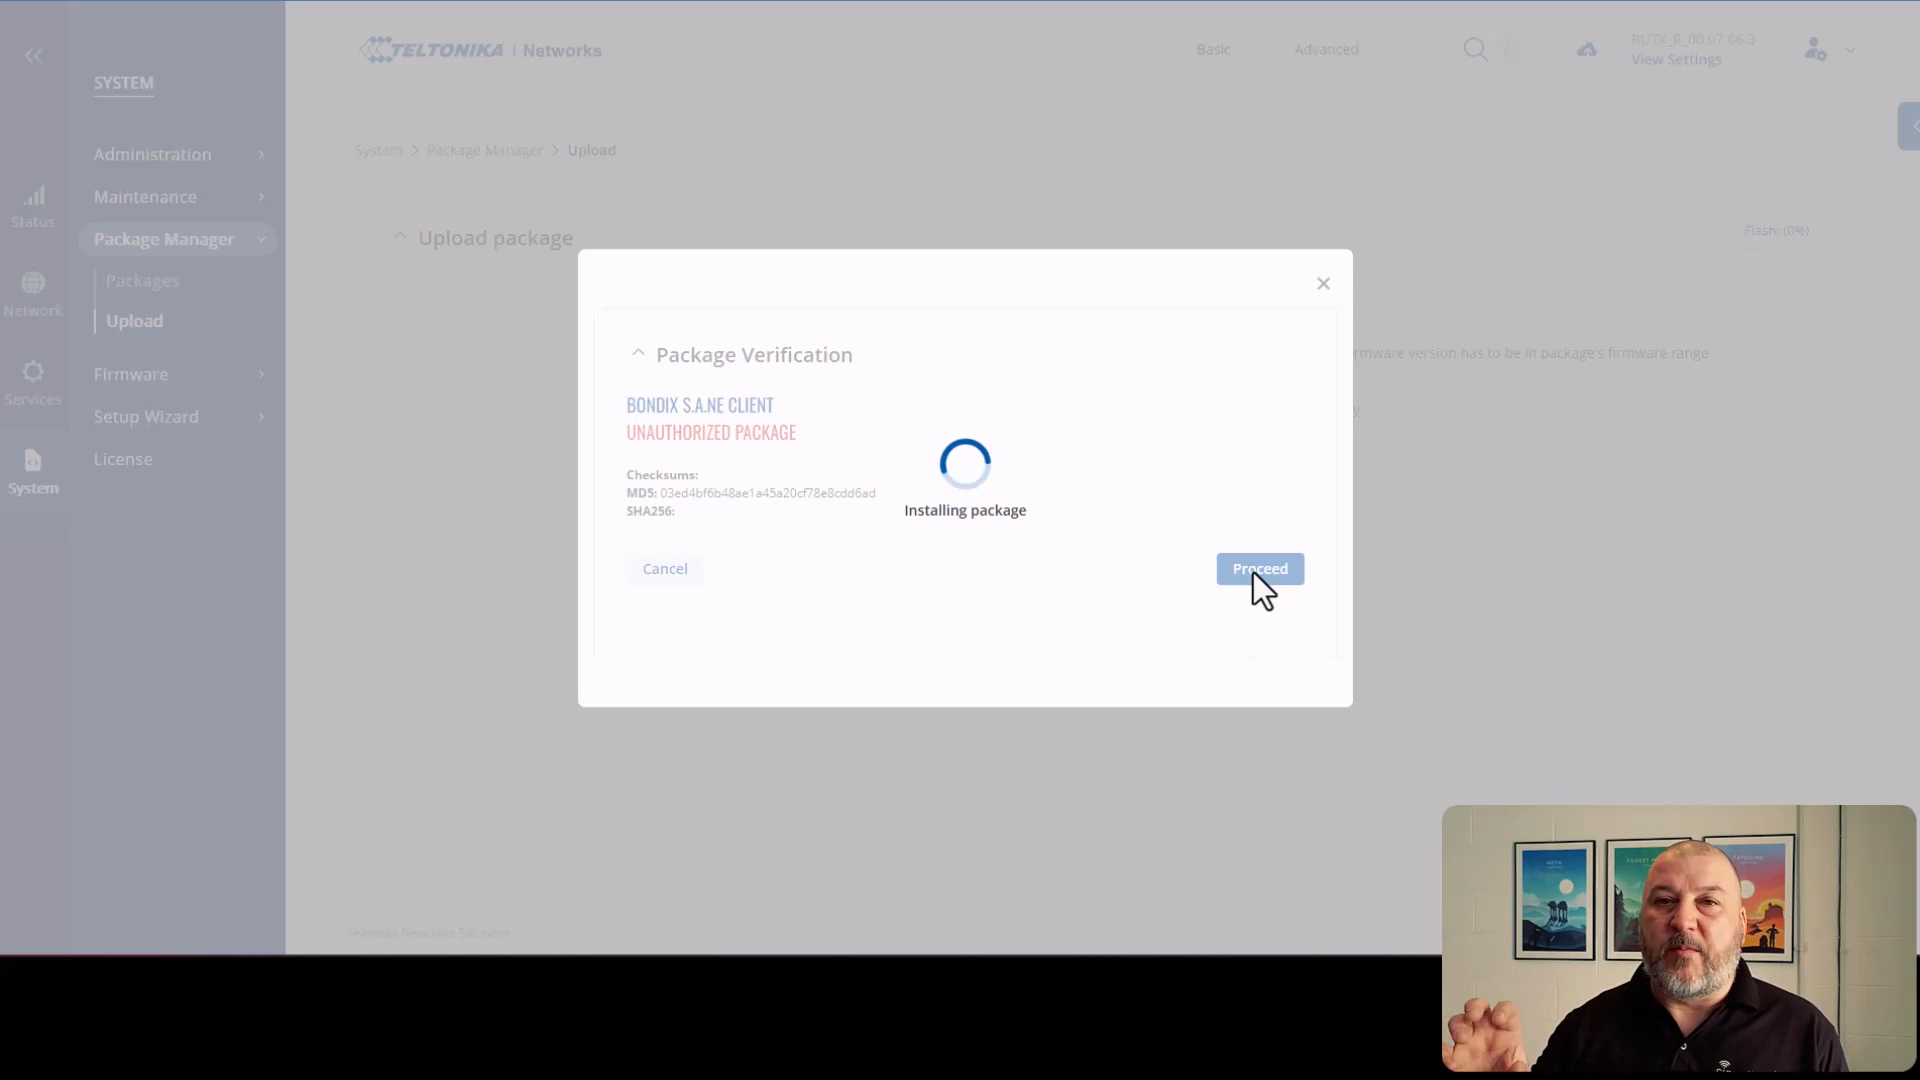 TELTONIKA | Networks
Basic
Advanced
RUTX_R_00.07.06.3
View Settings
SYSTEM
Administration
Maintenance
Package Manager
Packages
Upload
Firmware
Setup Wizard
License
Status
Network
Services
System
System > Package Manager > Upload
Upload package
Flash: (0%)
rmware version has to be in package's firmware range
y
Package Verification
BONDIX S.A.NE CLIENT
UNAUTHORIZED PACKAGE
Checksums:
MD5: 03ed4bf6b48ae1a45a20cf78e8cdd6ad
SHA256:
Installing package
Cancel
Proceed
Teltonika Networks Solutions